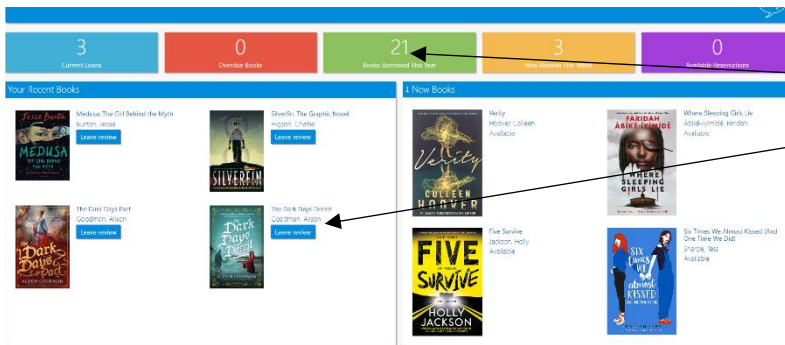 3
Current Loans
0
Overdue Books
21
Books Borrowed This Year
3
New Reviews This Week
0
Available Reservations
Your Recent Books
Medusa: The Girl Behind the Myth
Burton, Jessie
Leave review
Jessie Burton
MEDUSA
Silverfin: The Graphic Novel
Higson, Charlie
Leave review
SILVERFIN
The Dark Days Pact
Goodman, Alison
Leave review
The Dark Days Pact
ALISON GOODMAN
The Dark Days Deceit
Goodman, Alison
Leave review
The Dark Days Deceit
New Books
Verity
Hoover, Colleen
Available
Verity
COLLEEN
HOOVER
Where Sleeping Girls Lie
Àbíké-Íyímídé, Faridah
Available
FARIDAH
ÀBÍKÉ-ÍYÍMÍDÉ
WHERE
SLEEPING
GIRLS LIE
Five Survive
Jackson, Holly
Available
FIVE
SURVIVE
HOLLY
JACKSON
Six Times We Almost Kissed (And
One Time We Did)
Sharpe, Tess
Available
SIX
times
WE
almost
KISSED